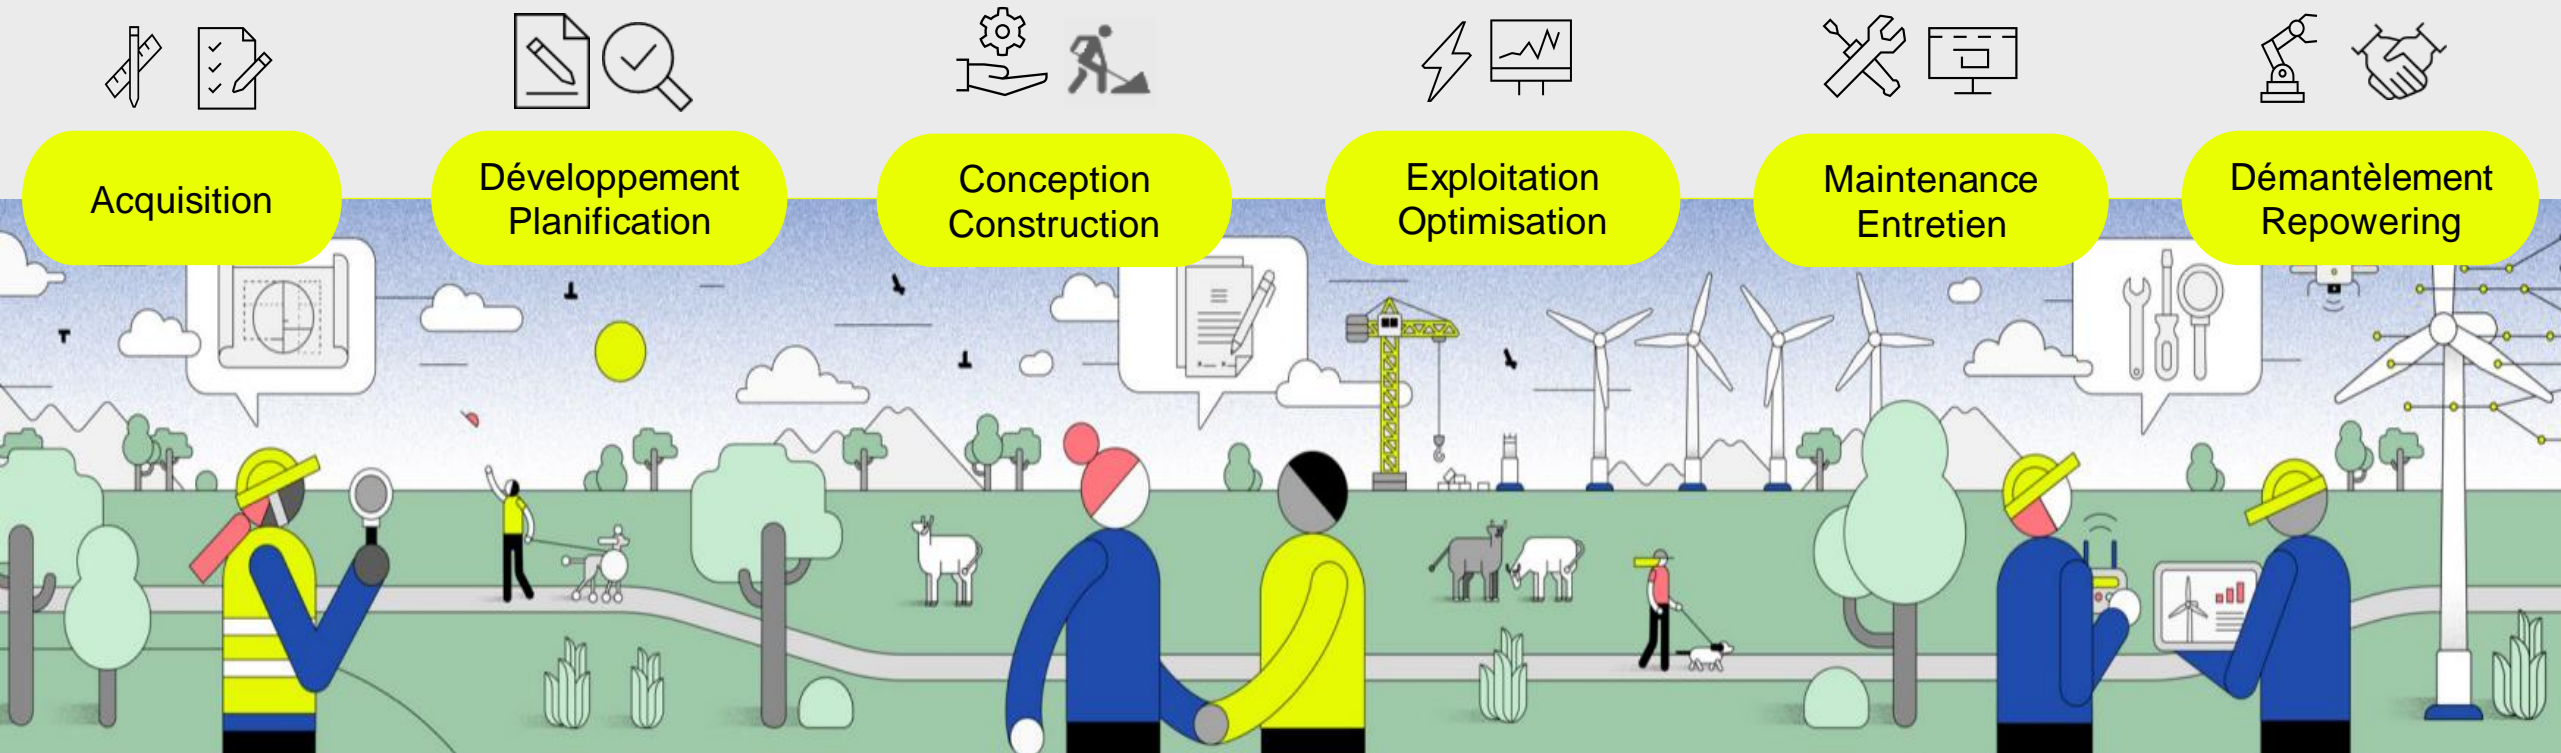 Acquisition
Développement
Planification
Conception
Construction
Exploitation
Optimisation
Maintenance
Entretien
Démantèlement
Repowering